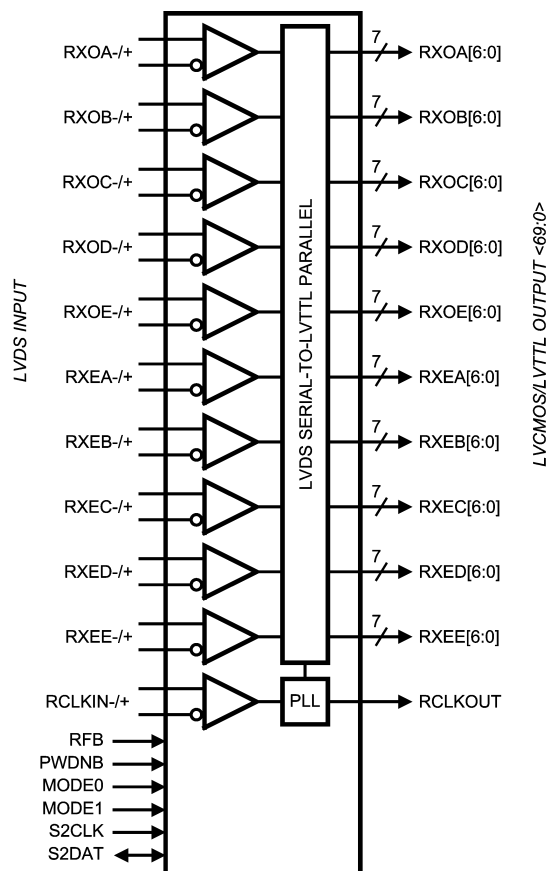 RXOA-/+
7
RXOA[6:0]
RXOB-/+
7
RXOB[6:0]
RXOC-/+
7
RXOC[6:0]
RXOD-/+
7
RXOD[6:0]
RXOE-/+
7
RXOE[6:0]
RXEA-/+
7
RXEA[6:0]
RXEB-/+
7
RXEB[6:0]
RXEC-/+
7
RXEC[6:0]
RXED-/+
7
RXED[6:0]
RXEE-/+
7
RXEE[6:0]
LVDS INPUT
LVDS SERIAL-TO-LVTTL PARALLEL
LVCMOS/LVTTL OUTPUT <69:0>
RCLKIN-/+
PLL
RCLKOUT
RFB
PWDNB
MODE0
MODE1
S2CLK
S2DAT